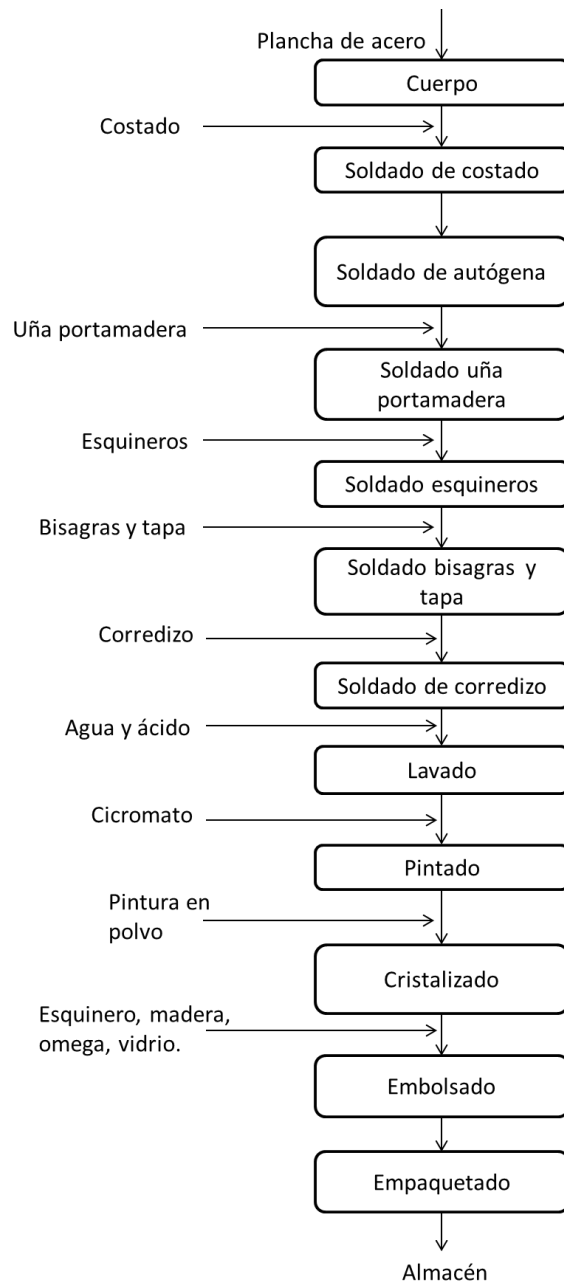 Plancha de acero
Cuerpo
Costado
Soldado de costado
Soldado de autógena
Uña portamadera
Soldado uña
portamadera
Esquineros
Soldado esquineros
Bisagras y tapa
Soldado bisagras y
tapa
Corredizo
Soldado de corredizo
Agua y ácido
Lavado
Cicromato
Pintado
Pintura en
polvo
Cristalizado
Esquinero, madera,
omega, vidrio.
Embolsado
Empaquetado
Almacén